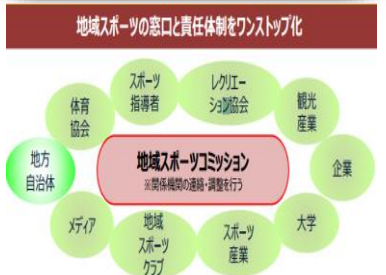 地域スポーツの窓口と責任体制をワンストップ化
スポーツ
指導者
レクリエー
ション協会
体育
協会
観光
産業
地方
自治体
地域スポーツコミッション
※関係機関の連絡・調整を行う
企業
メディア
地域
スポーツ
クラブ
スポーツ
産業
大学